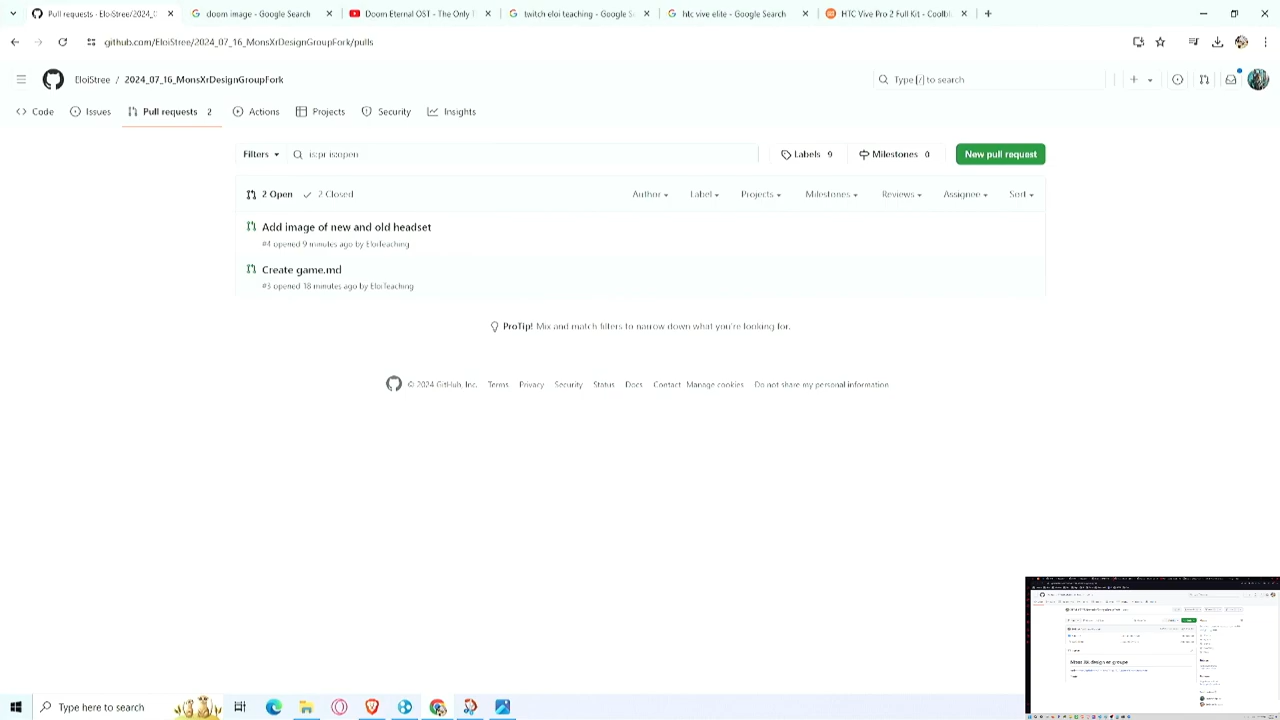 Pull requests · EloiStree/2024_0
doom image - Google Search
Doom Eternal OST - The Only T
twitch eloi teaching - Google Se
htc vive elite - Google Search
HTC Vive Pro 2 Full Kit - Coolbl
github.com/EloiStree/2024_07_16_MonsXrDesignGroupFork/pulls
EloiStree / 2024_07_16_MonsXrDesignGroupFork
Type [/] to search
Code
Issues
Pull requests 2
Actions
Projects
Security
Insights
Filters
is:pr is:open
Labels 9
Milestones 0
New pull request
2 Open
2 Closed
Author
Label
Projects
Milestones
Reviews
Assignee
Sort
Add image of new and old headset
#4 opened 9 minutes ago by EloiTeaching
Create game.md
#3 opened 18 minutes ago by EloiTeaching
ProTip! Mix and match filters to narrow down what you're looking for.
© 2024 GitHub, Inc.
Terms
Privacy
Security
Status
Docs
Contact
Manage cookies
Do not share my personal information
Type here to search